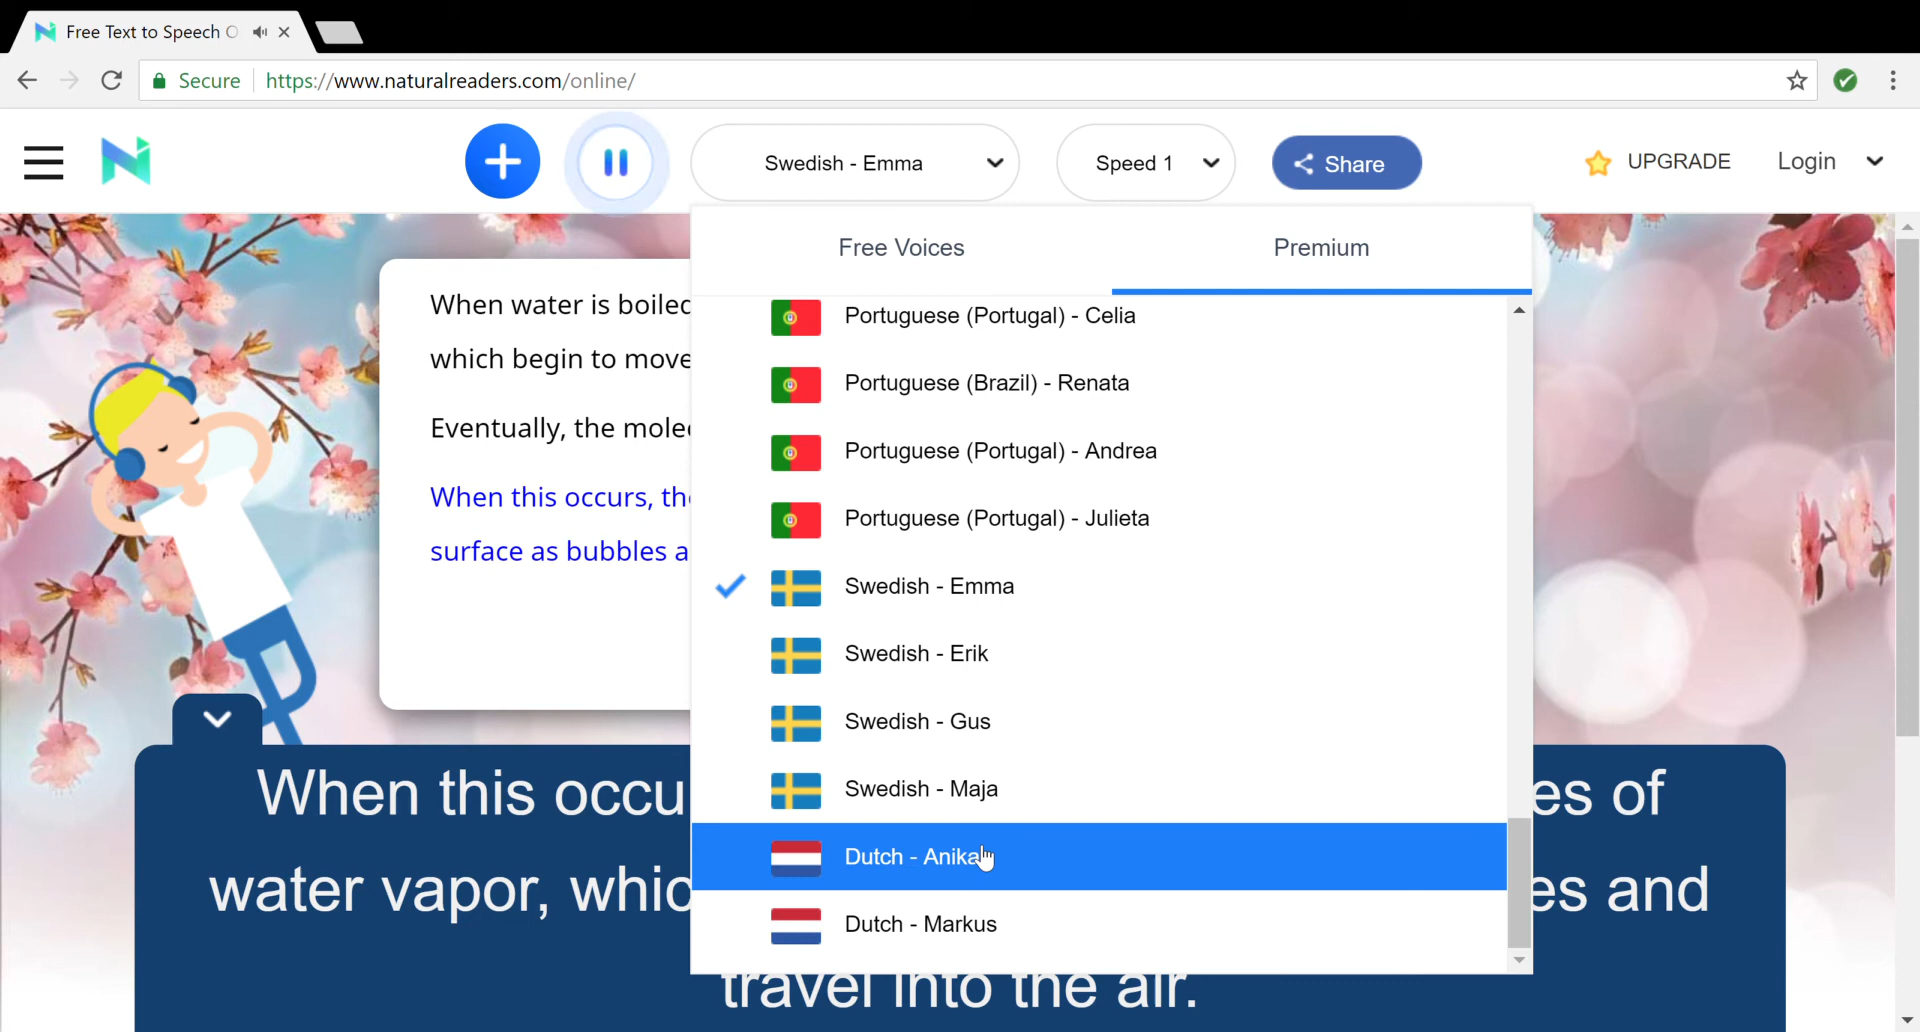 Free Text to Speech
Secure https://www.naturalreaders.com/online/
Swedish - Emma
Speed 1
Share
UPGRADE
Login
Free Voices
Premium
When water is boiled
which begin to move
Eventually, the mole
When this occurs, the
surface as bubbles a
Portuguese (Portugal) - Celia
Portuguese (Brazil) - Renata
Portuguese (Portugal) - Andrea
Portuguese (Portugal) - Julieta
Swedish - Emma
Swedish - Erik
Swedish - Gus
Swedish - Maja
Dutch - Anika
Dutch - Markus
When this occu es of
water vapor, whic es and
travel into the air.